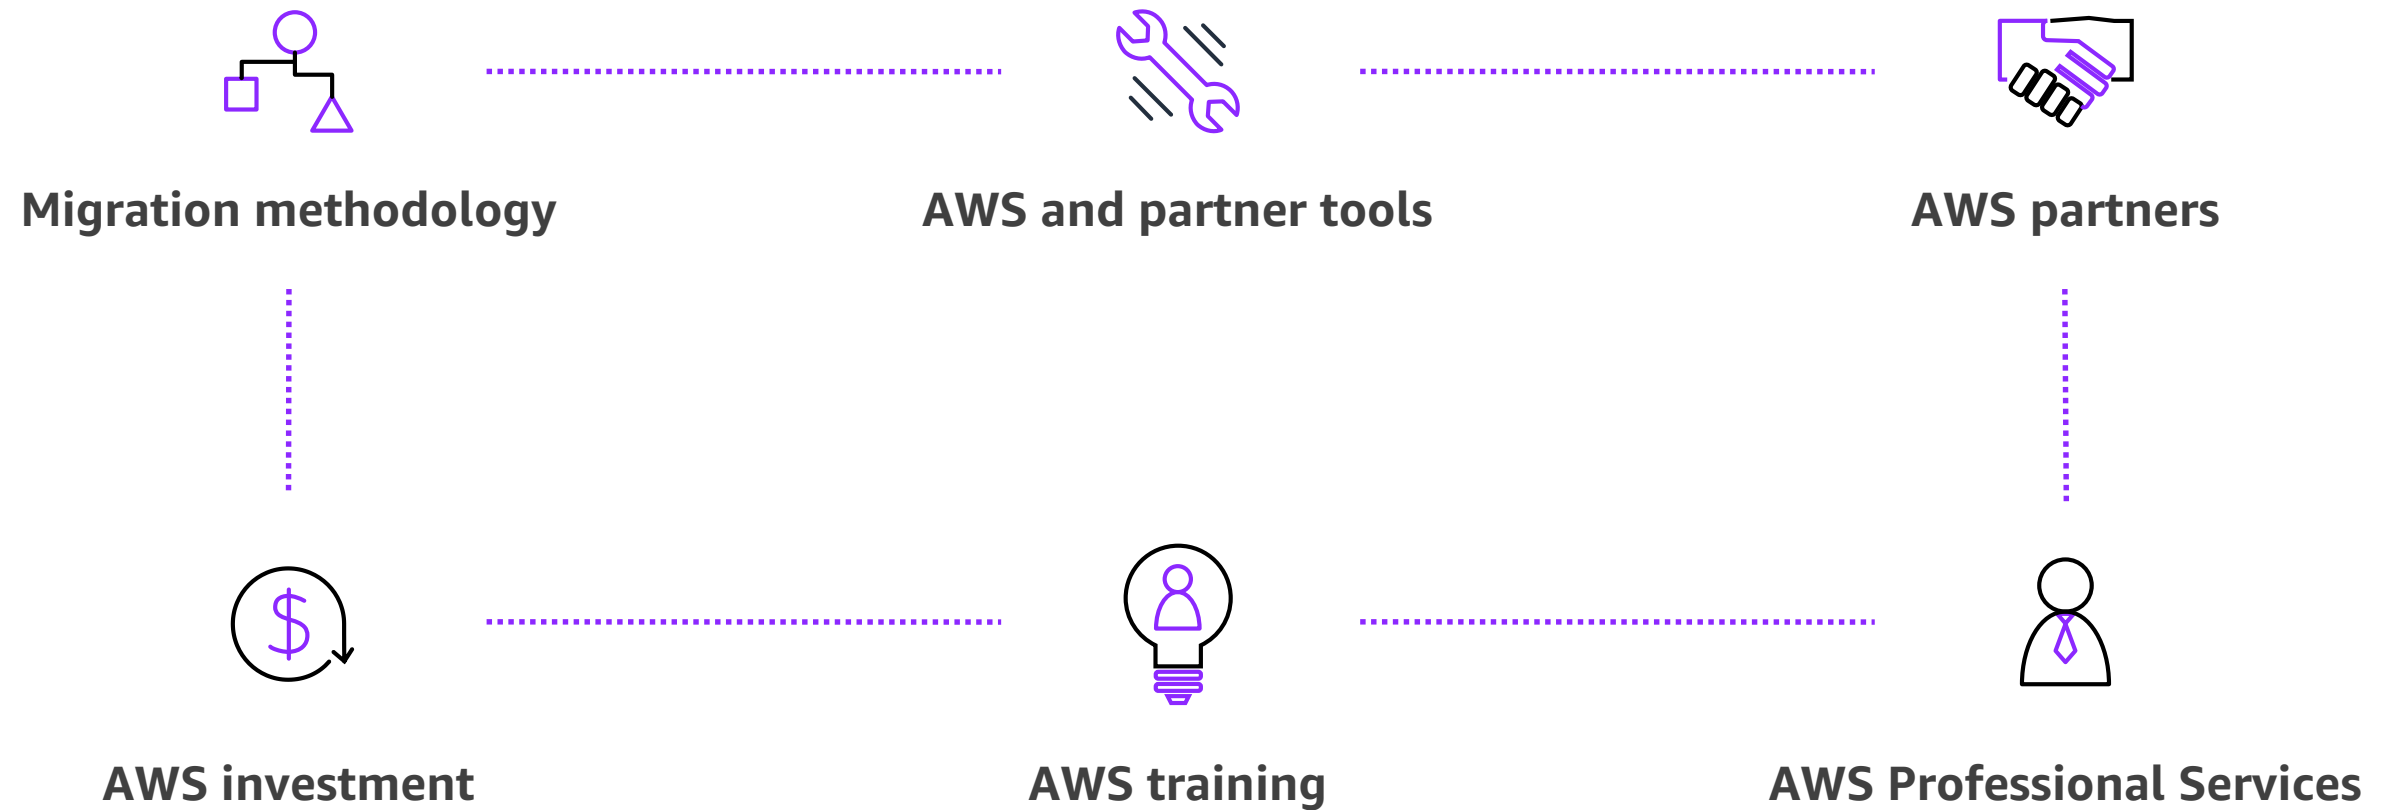 Migration methodology
AWS and partner tools
AWS partners
$
AWS investment
AWS training
AWS Professional Services